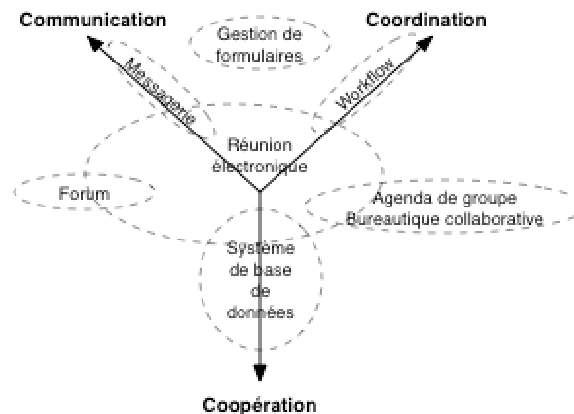 Communication
Coordination
Gestion de
formulaires
Messagerie
Workflow
Réunion
électronique
Forum
Agenda de groupe
Bureautique collaborative
Système
de base
de
données
Coopération